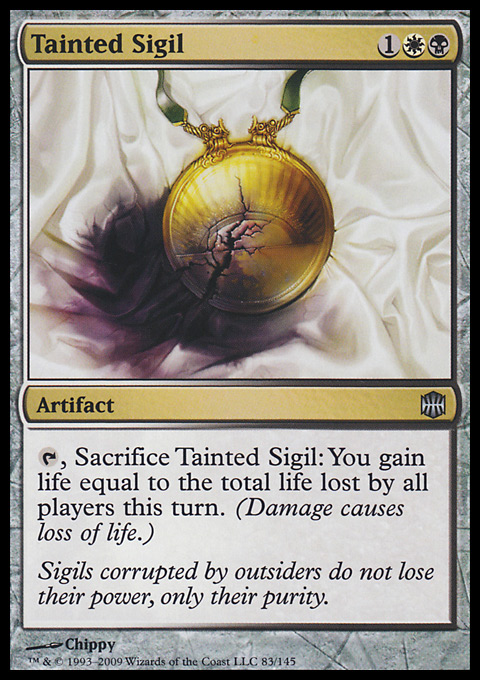 Tainted Sigil 1
Artifact
, Sacrifice Tainted Sigil: You gain
life equal to the total life lost by all
players this turn. (Damage causes
loss of life.)
Sigils corrupted by outsiders do not lose
their power, only their purity.
Chippy
™ & © 1993–2009 Wizards of the Coast LLC 83/145